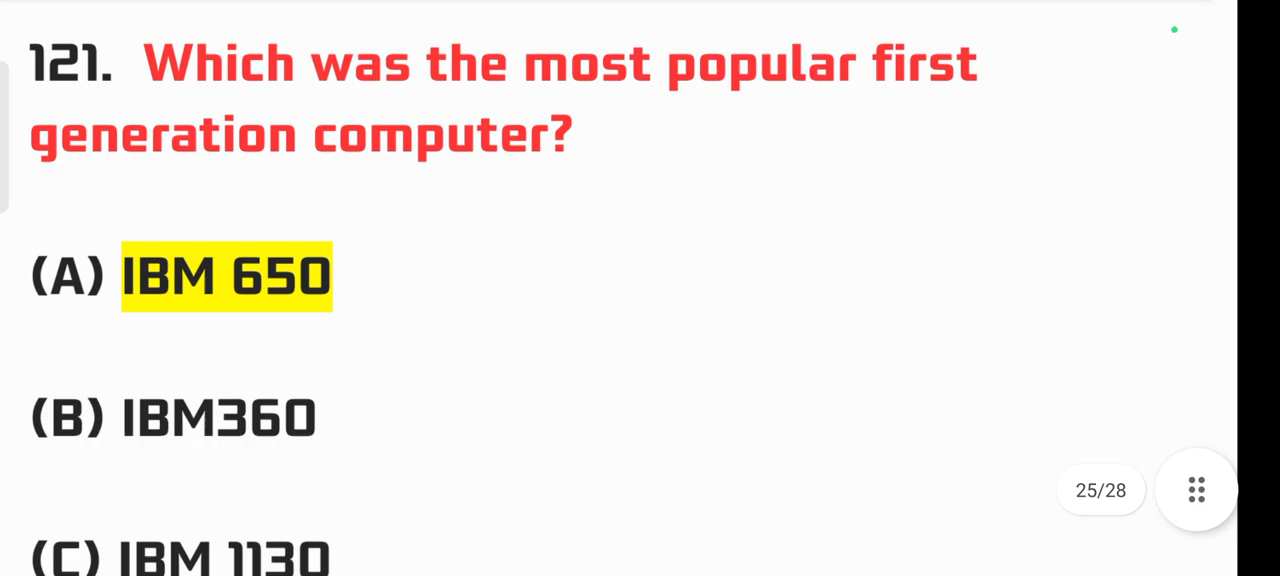 121. Which was the most popular first
generation computer?
(A) IBM 650
(B) IBM360
25/28
(C) IBM 1130